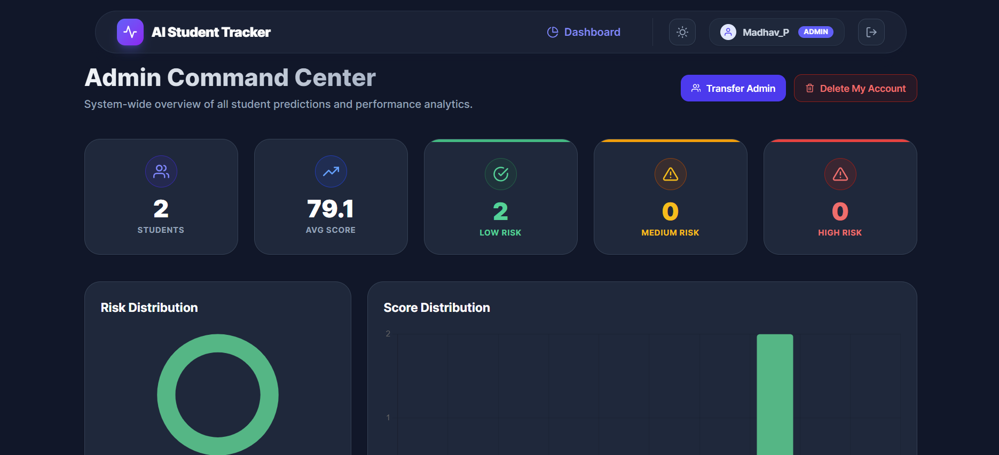 AI Student Tracker
Dashboard
Madhav_P
ADMIN
Admin Command Center
System-wide overview of all student predictions and performance analytics.
Transfer Admin
Delete My Account
2
STUDENTS
79.1
AVG SCORE
2
LOW RISK
0
MEDIUM RISK
0
HIGH RISK
Risk Distribution
Score Distribution
2
1